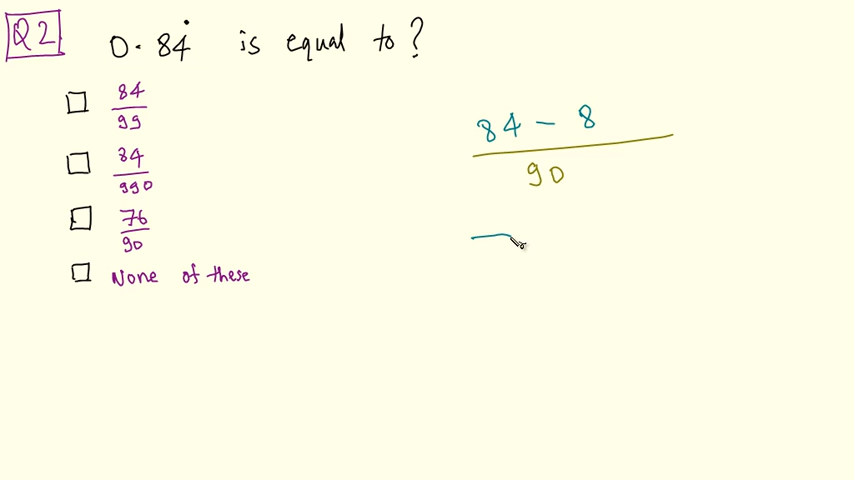 Q2
0.84̇ is equal to?
84/99
84/990
76/90
None of these
84 - 8
90